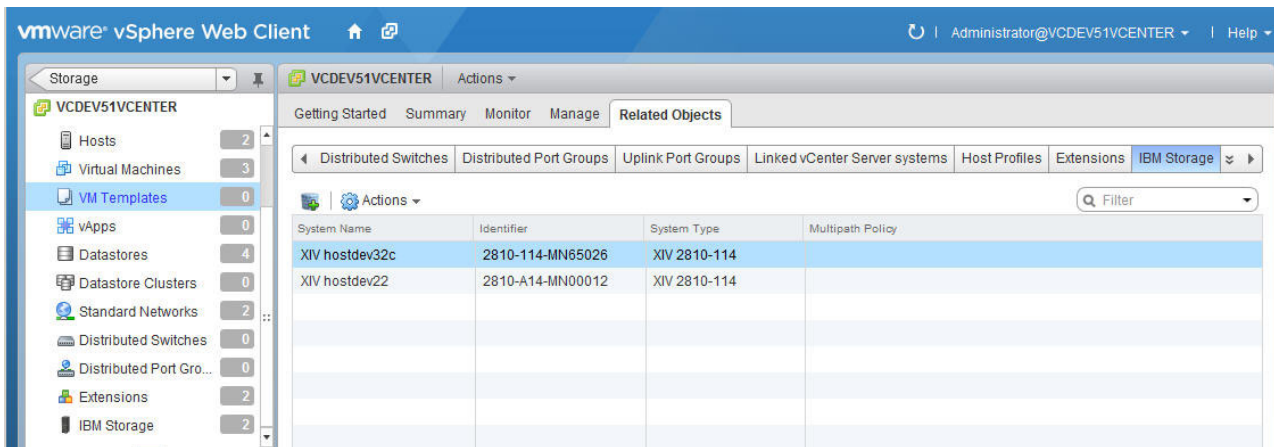 vmware® vSphere Web Client
Administrator@VCDEV51VCENTER
Help
Storage
VCDEV51VCENTER
Hosts 2
Virtual Machines 3
VM Templates 0
vApps 0
Datastores 4
Datastore Clusters 0
Standard Networks 2
Distributed Switches 0
Distributed Port Gro... 0
Extensions 2
IBM Storage 2
VCDEV51VCENTER Actions
Getting Started Summary Monitor Manage Related Objects
Distributed Switches Distributed Port Groups Uplink Port Groups Linked vCenter Server systems Host Profiles Extensions IBM Storage
Actions Filter
System Name Identifier System Type Multipath Policy
XIV hostdev32c 2810-114-MN65026 XIV 2810-114
XIV hostdev22 2810-A14-MN00012 XIV 2810-114